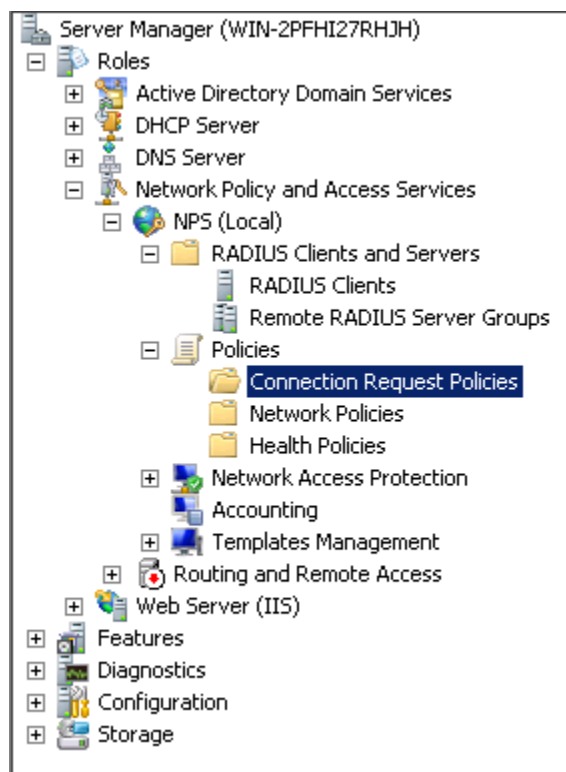 Server Manager (WIN-2PFHI27RHJH)
Roles
Active Directory Domain Services
DHCP Server
DNS Server
Network Policy and Access Services
NPS (Local)
RADIUS Clients and Servers
RADIUS Clients
Remote RADIUS Server Groups
Policies
Connection Request Policies
Network Policies
Health Policies
Network Access Protection
Accounting
Templates Management
Routing and Remote Access
Web Server (IIS)
Features
Diagnostics
Configuration
Storage